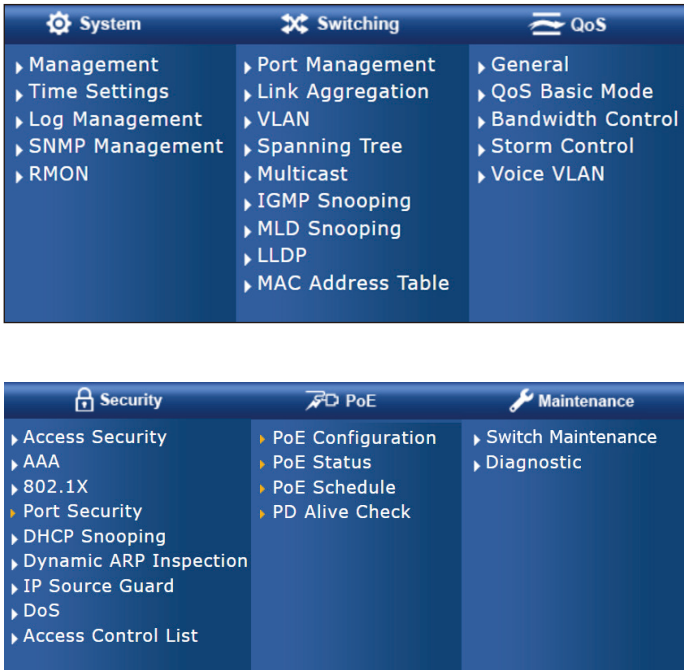 System
Management
Time Settings
Log Management
SNMP Management
RMON
Switching
Port Management
Link Aggregation
VLAN
Spanning Tree
Multicast
IGMP Snooping
MLD Snooping
LLDP
MAC Address Table
QoS
General
QoS Basic Mode
Bandwidth Control
Storm Control
Voice VLAN
Security
Access Security
AAA
802.1X
Port Security
DHCP Snooping
Dynamic ARP Inspection
IP Source Guard
DoS
Access Control List
PoE
PoE Configuration
PoE Status
PoE Schedule
PD Alive Check
Maintenance
Switch Maintenance
Diagnostic